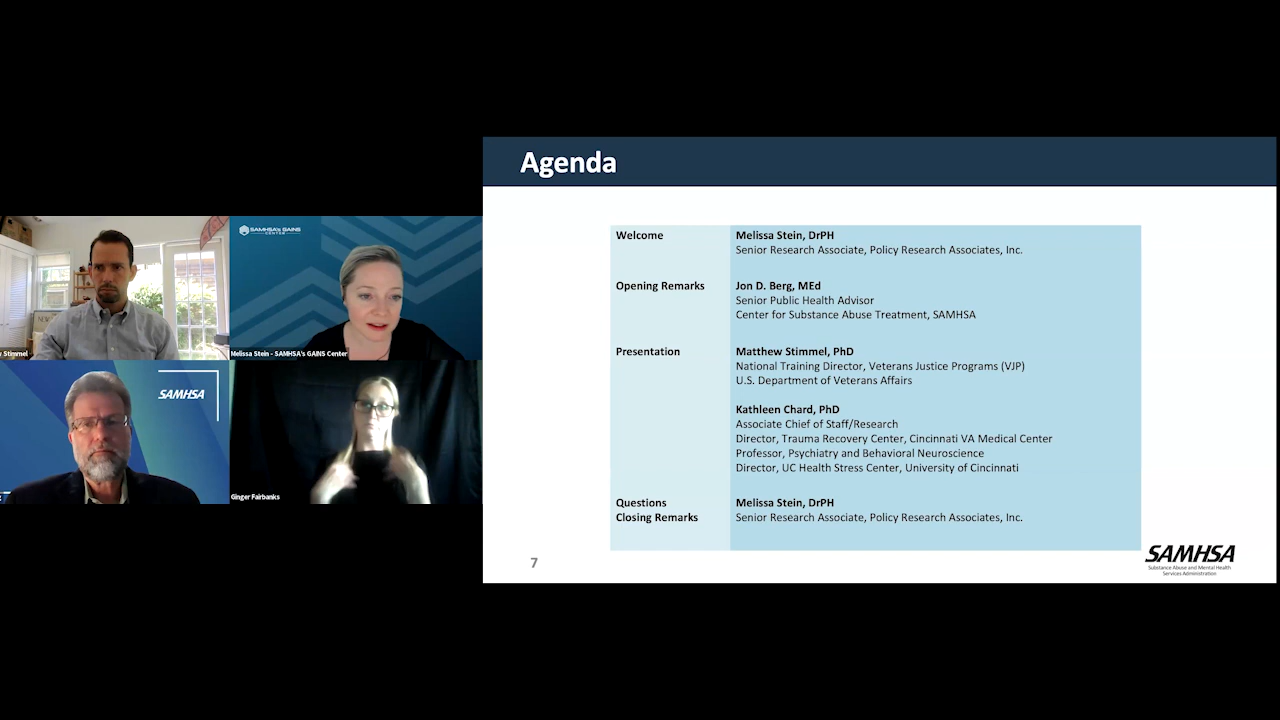 Agenda
Welcome
Melissa Stein, DrPH
Senior Research Associate, Policy Research Associates, Inc.
Opening Remarks
Jon D. Berg, MEd
Senior Public Health Advisor
Center for Substance Abuse Treatment, SAMHSA
Presentation
Matthew Stimmel, PhD
National Training Director, Veterans Justice Programs (VJP)
U.S. Department of Veterans Affairs
Kathleen Chard, PhD
Associate Chief of Staff/Research
Director, Trauma Recovery Center, Cincinnati VA Medical Center
Professor, Psychiatry and Behavioral Neuroscience
Director, UC Health Stress Center, University of Cincinnati
Questions
Closing Remarks
Melissa Stein, DrPH
Senior Research Associate, Policy Research Associates, Inc.
7
SAMHSA
Substance Abuse and Mental Health
Services Administration
SAMHSA's GAINS
CENTER
Stimmel
Melissa Stein - SAMHSA's GAINS Center
SAMHSA
Ginger Fairbanks